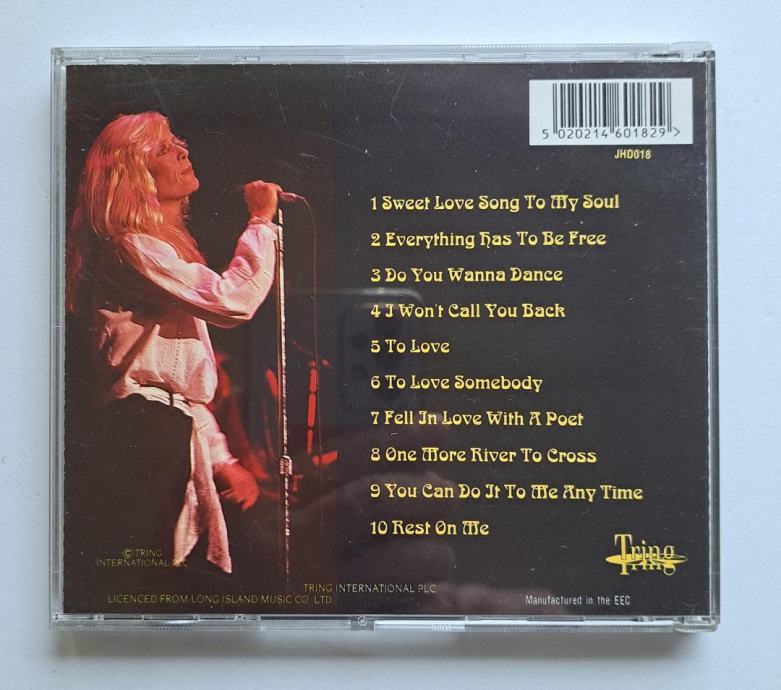 5 020214 601829 >
JHD018
1 Sweet Love Song To My Soul
2 Everything Has To Be Free
3 Do You Wanna Dance
4 I Won't Call You Back
5 To Love
6 To Love Somebody
7 Fell In Love With A Poet
8 One More River To Cross
9 You Can Do It To Me Any Time
10 Rest On Me
Tring
© TRING
INTERNATIONAL PLC
TRING INTERNATIONAL PLC
LICENCED FROM LONG ISLAND MUSIC CO. LTD.
Manufactured in the EEC